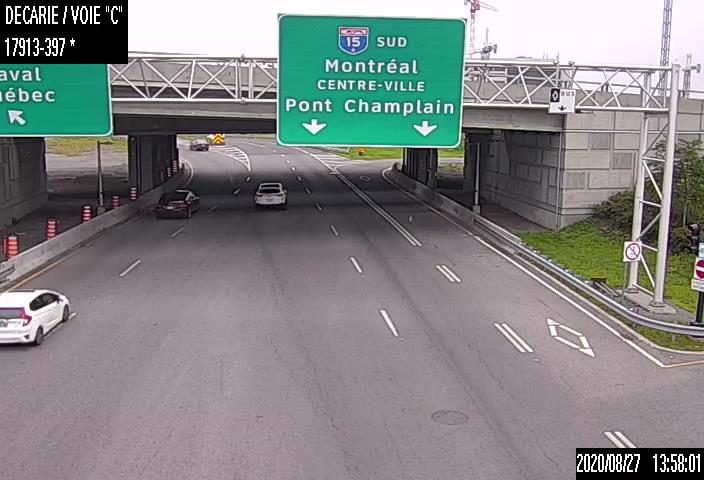 DECARIE / VOIE "C"
17913-397 *
aval
uébec
15 SUD
Montréal
CENTRE-VILLE
Pont Champlain
BUS
2020/08/27 13:58:01